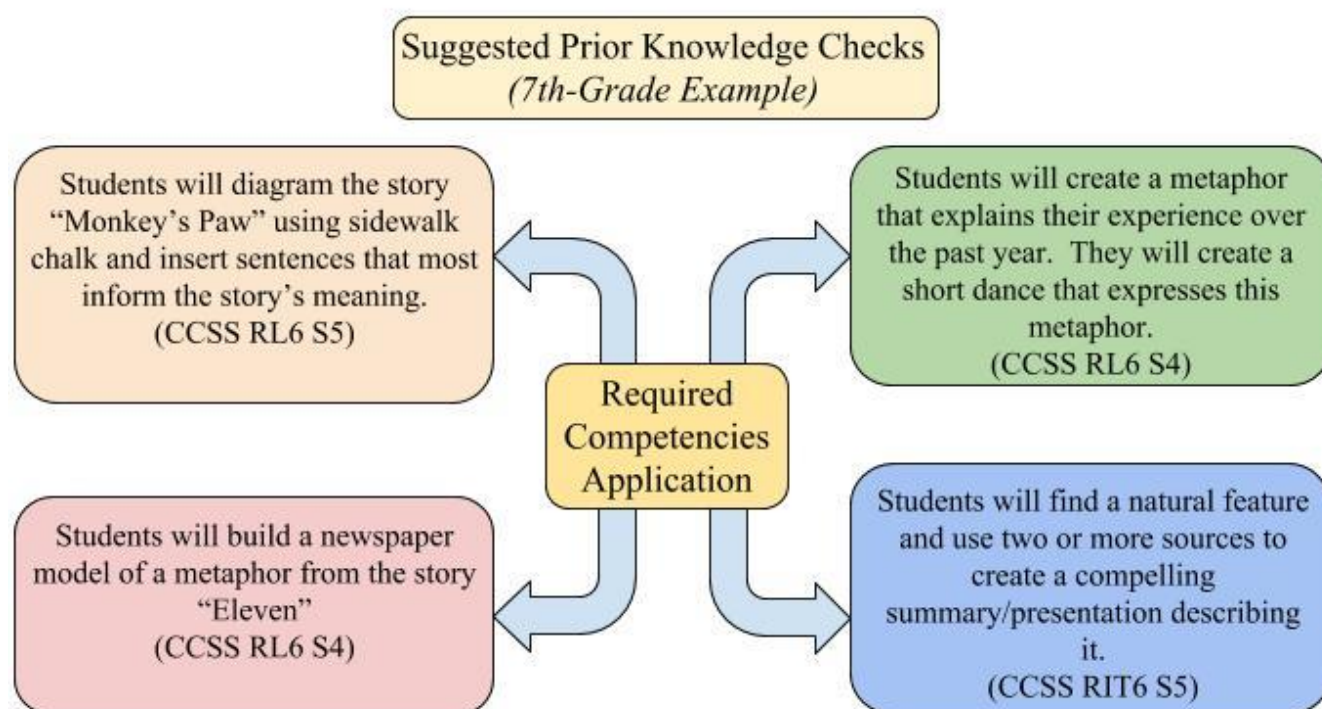 Suggested Prior Knowledge Checks
(7th-Grade Example)
Students will diagram the story
“Monkey’s Paw” using sidewalk
chalk and insert sentences that most
inform the story’s meaning.
(CCSS RL6 S5)
Students will create a metaphor
that explains their experience over
the past year.  They will create a
short dance that expresses this
metaphor.
(CCSS RL6 S4)
Required
Competencies
Application
Students will build a newspaper
model of a metaphor from the story
“Eleven”
(CCSS RL6 S4)
Students will find a natural feature
and use two or more sources to
create a compelling
summary/presentation describing
it.
(CCSS RIT6 S5)